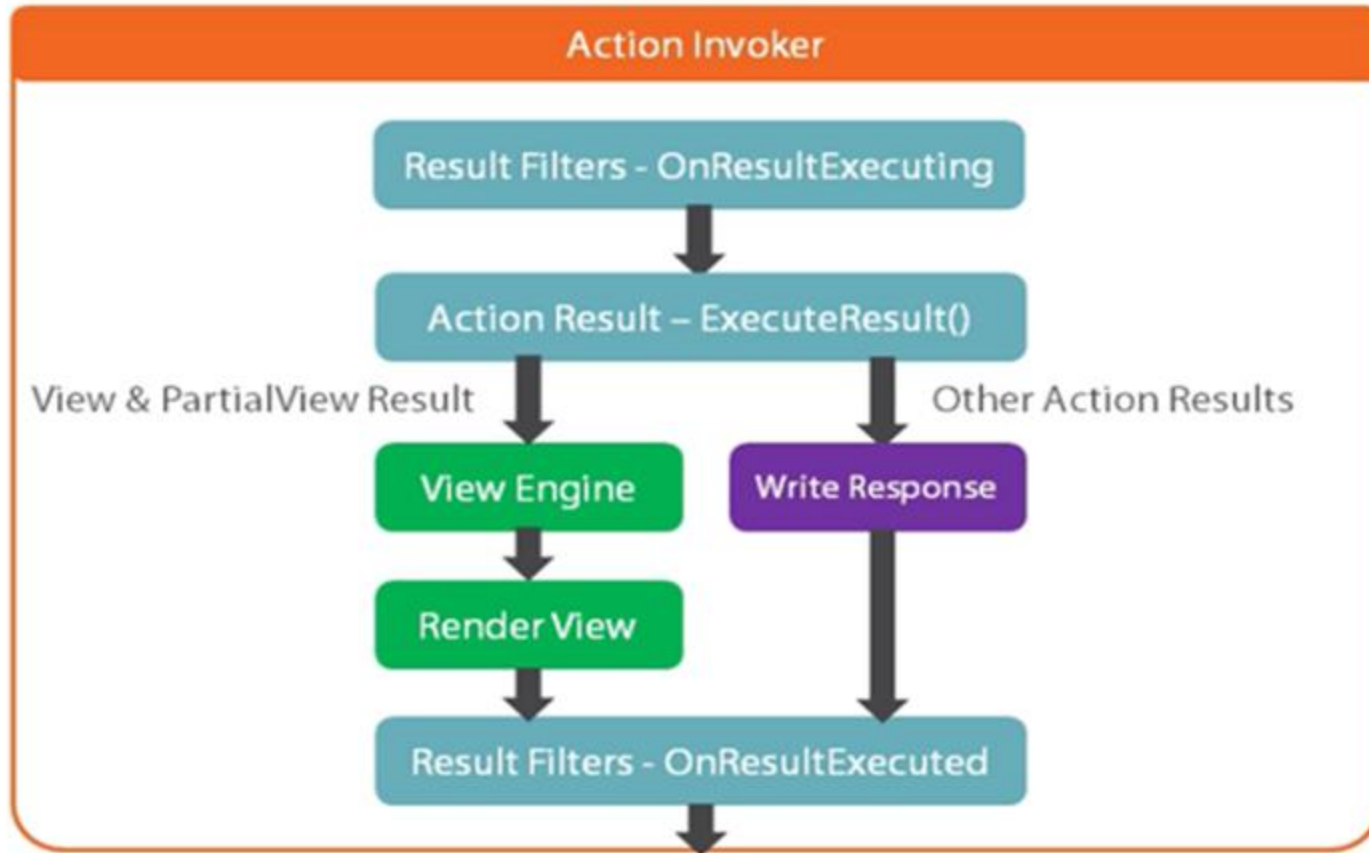 Action Invoker
Result Filters - OnResultExecuting
Action Result – ExecuteResult()
View & PartialView Result
Other Action Results
View Engine
Write Response
Render View
Result Filters - OnResultExecuted